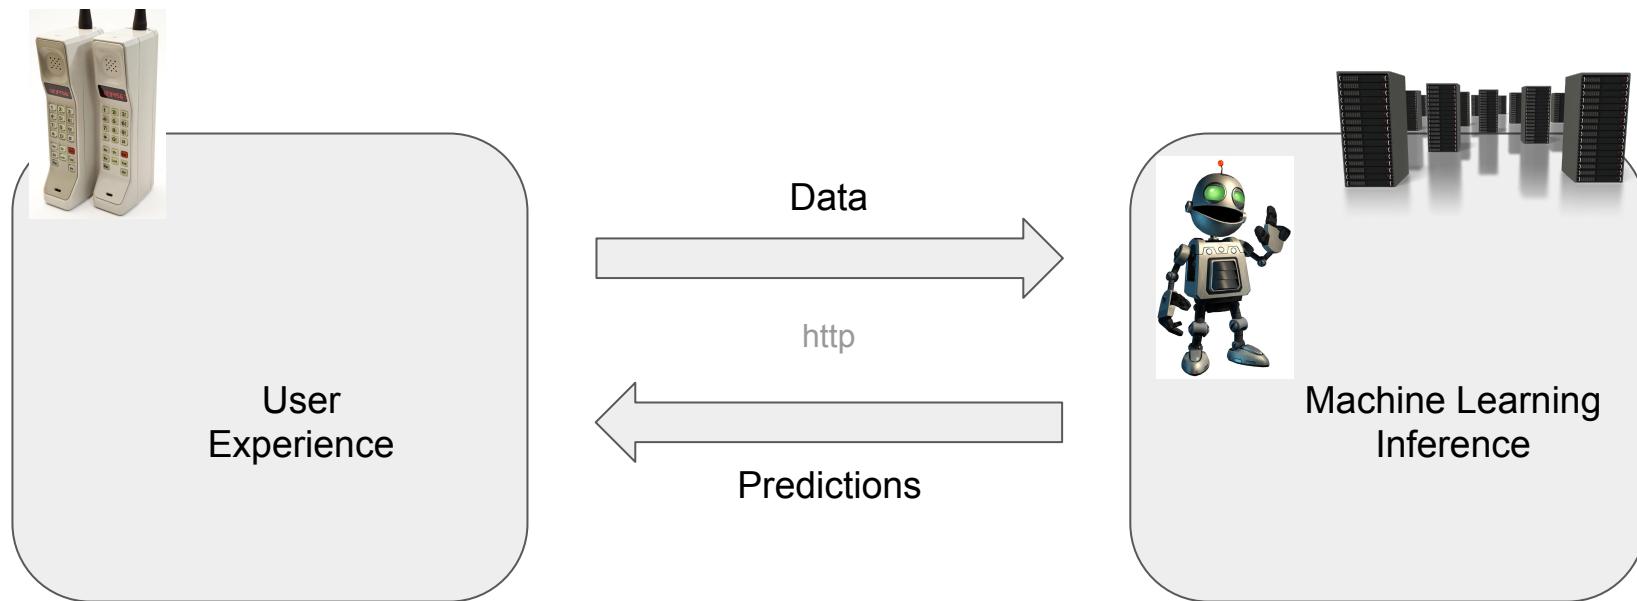 Data
http
User
Experience
Machine Learning
Inference
Predictions